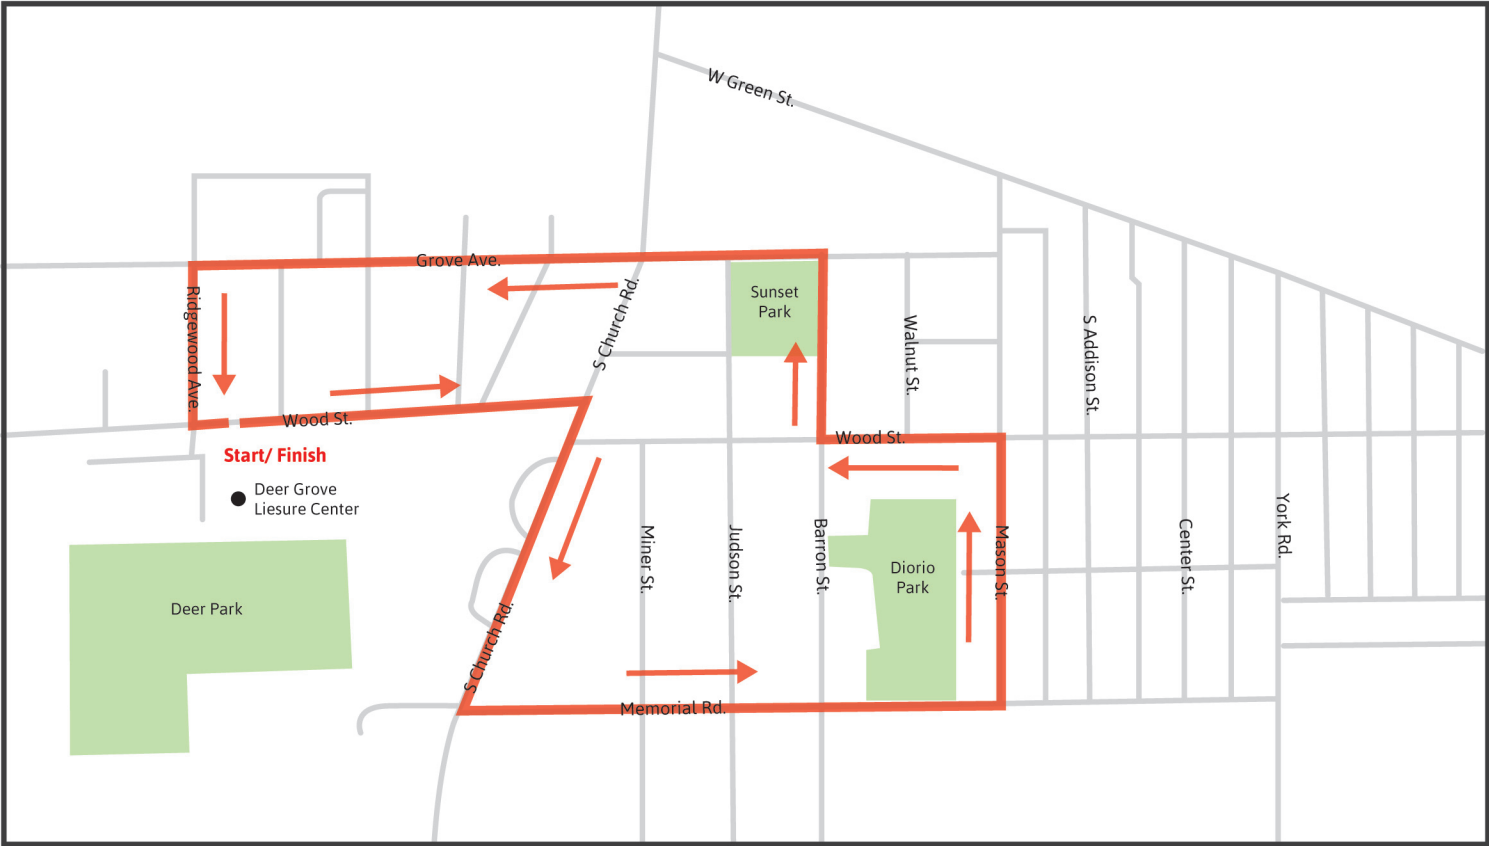 W Green St.
Grove Ave.
Ridgewood Ave.
S Church Rd.
Sunset
Park
Walnut St.
S Addison St.
Wood St.
Wood St.
Start/ Finish
Deer Grove
Liesure Center
Miner St.
Judson St.
Barron St.
Diorio
Park
Mason St.
Center St.
York Rd.
Deer Park
S Church Rd.
Memorial Rd.